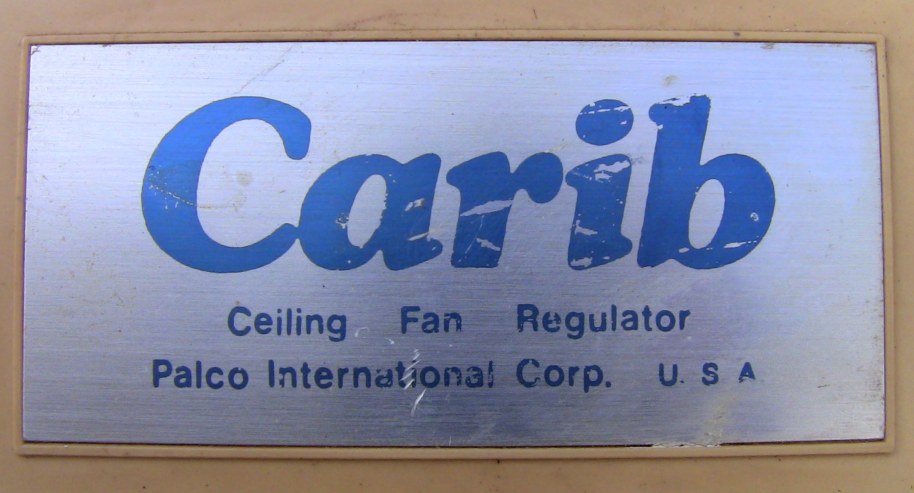 Carib
Ceiling Fan Regulator
Palco International Corp. U. S A